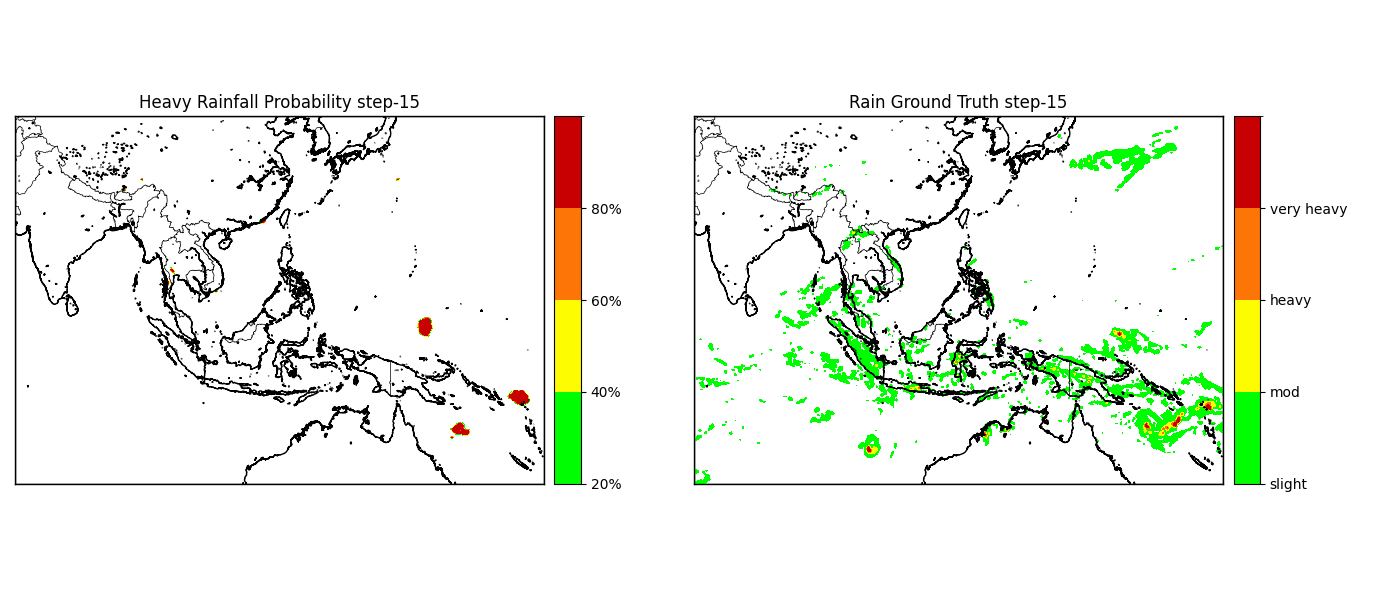 Heavy Rainfall Probability step-15
80%
60%
40%
20%
Rain Ground Truth step-15
very heavy
heavy
mod
slight